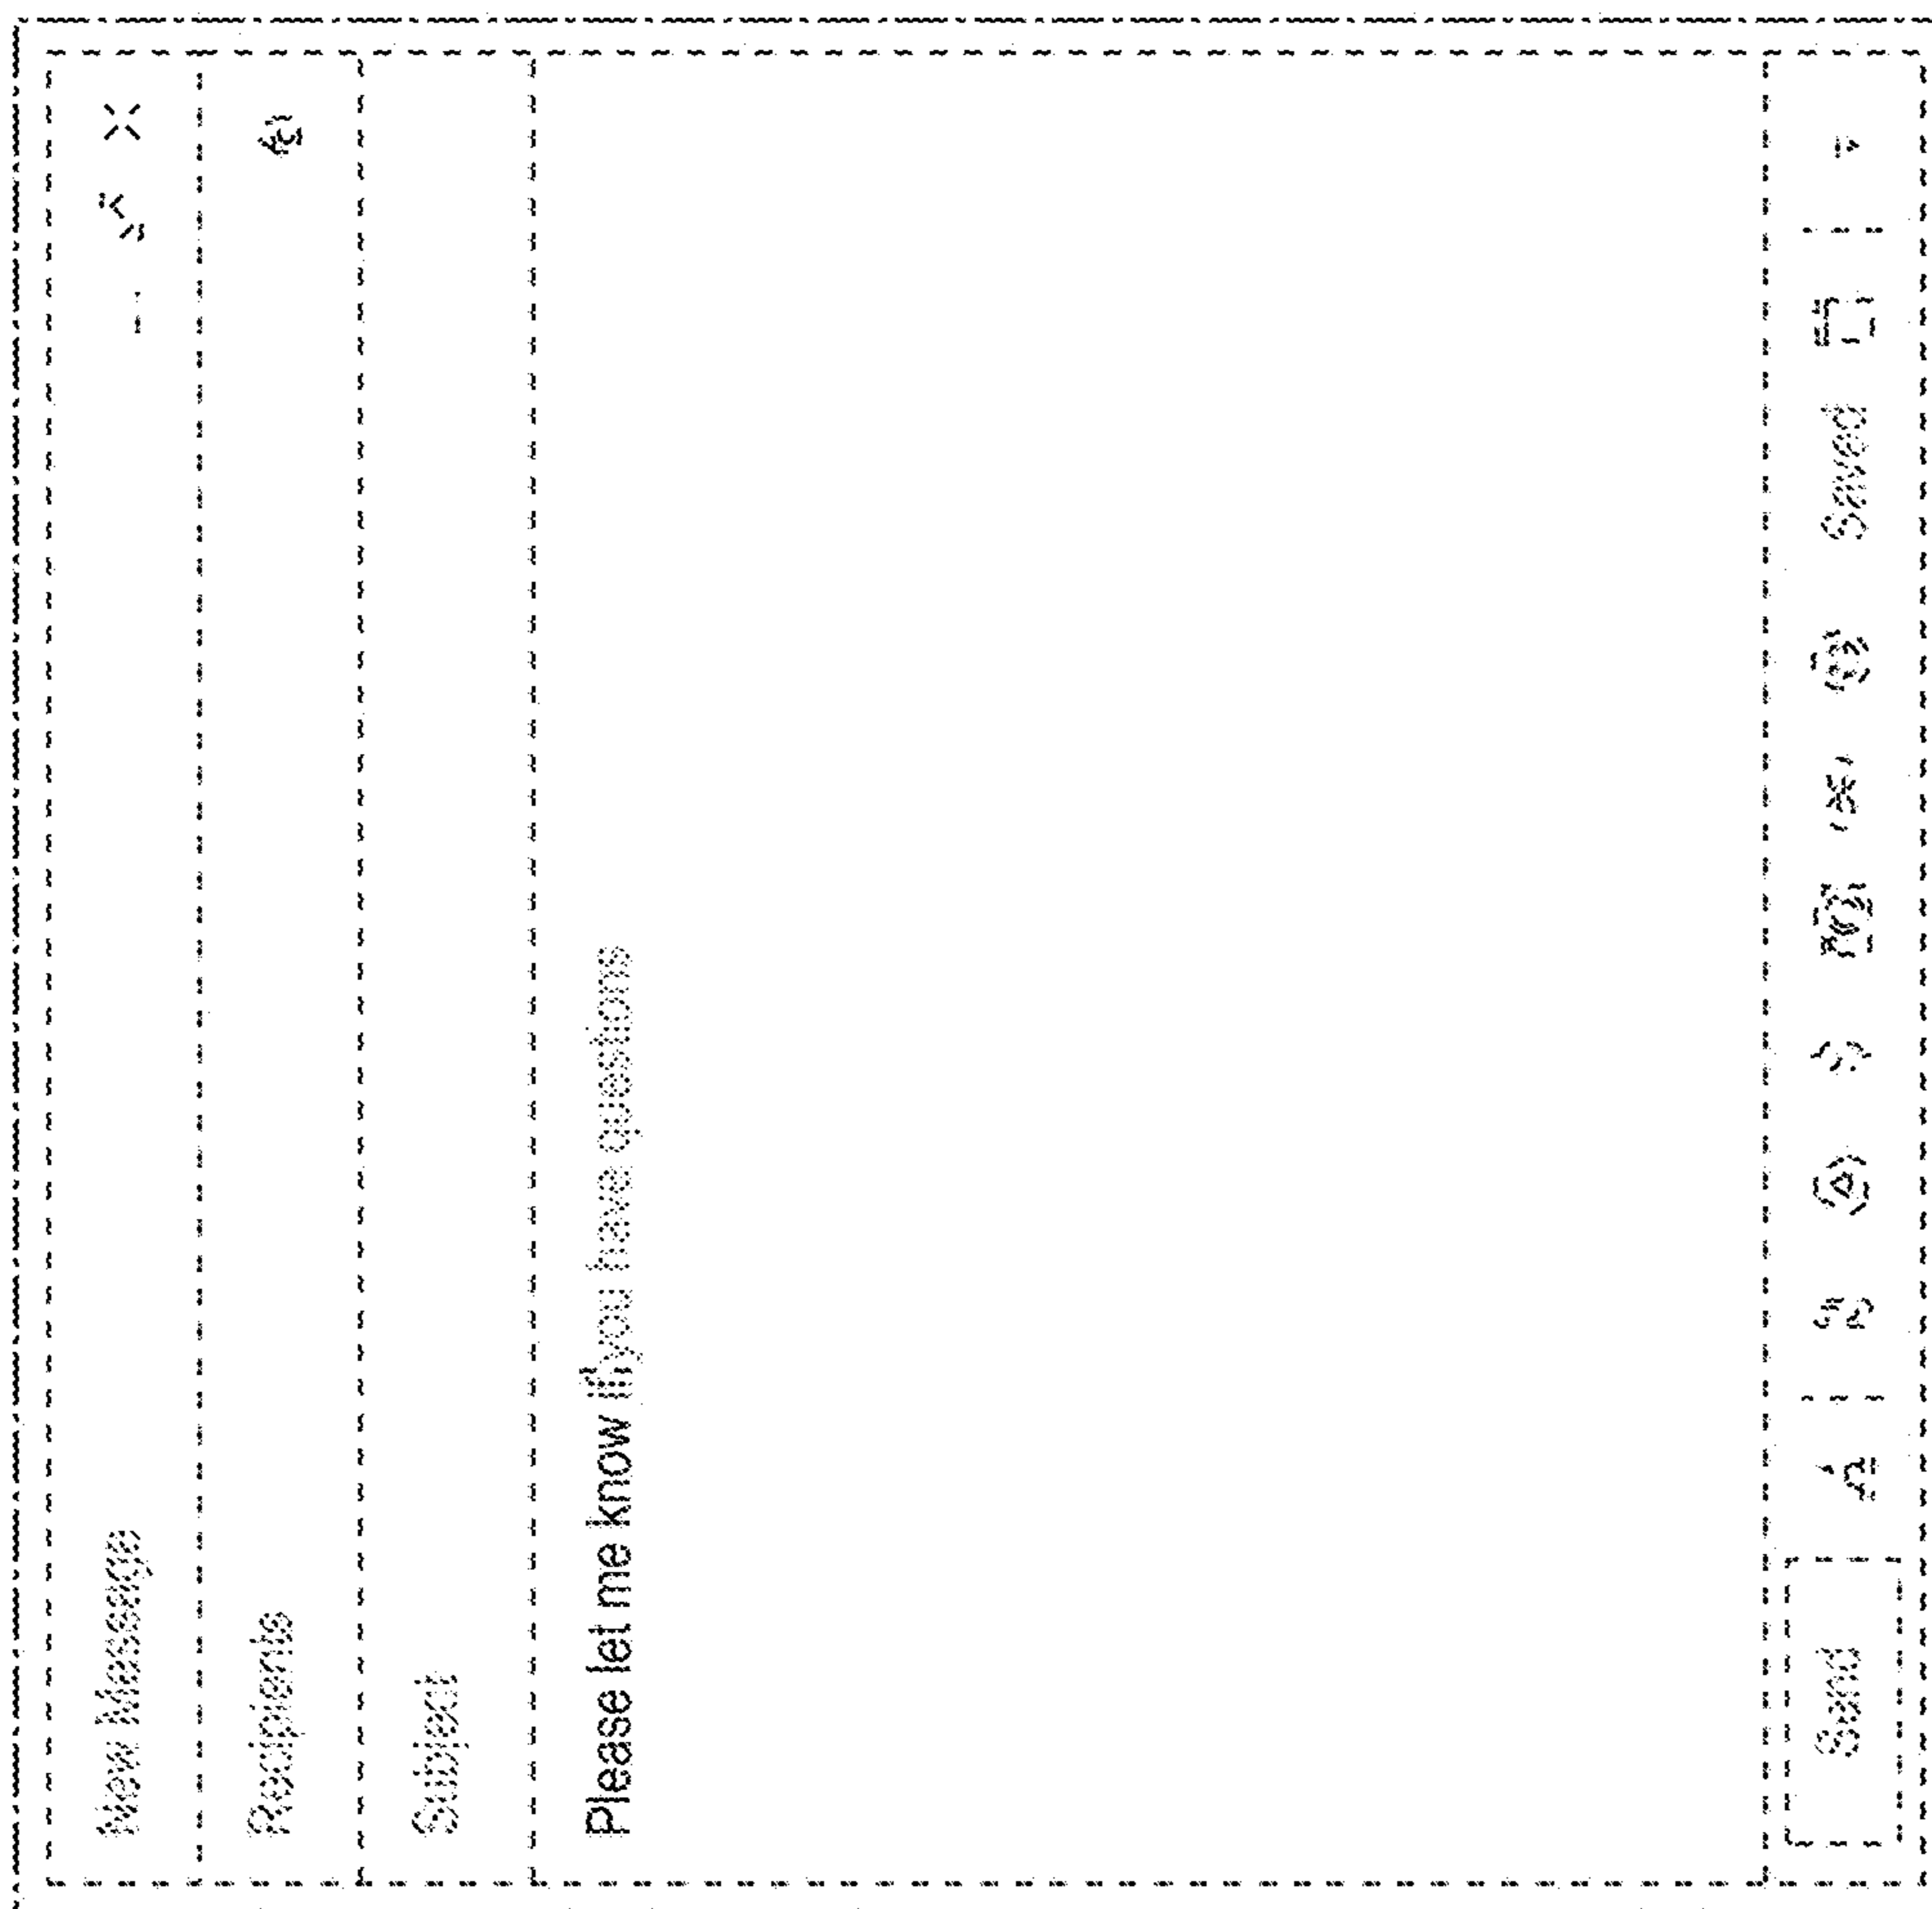 New Message
Recipients
Subject
Please let me know if you have questions
Send
Saved